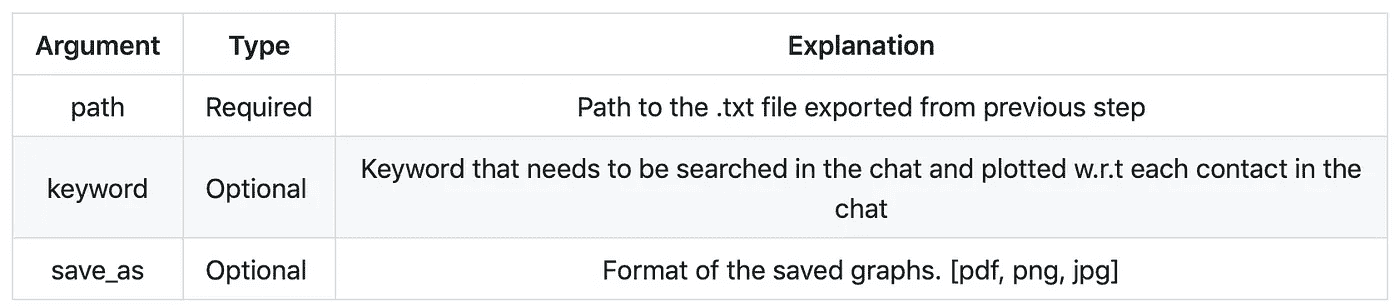 Argument Type Explanation
path Required Path to the .txt file exported from previous step
keyword Optional Keyword that needs to be searched in the chat and plotted w.r.t each contact in the
chat
save_as Optional Format of the saved graphs. [pdf, png, jpg]